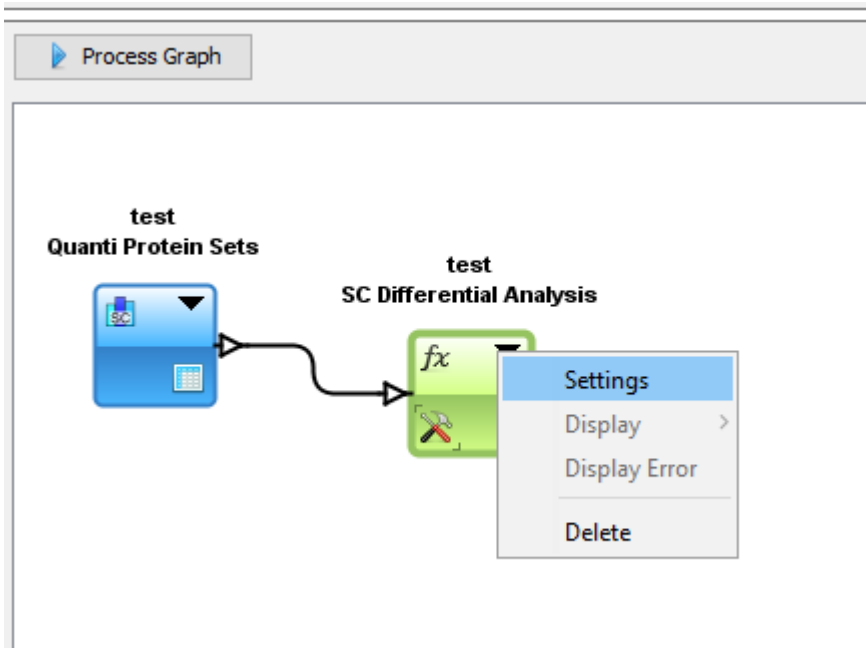 Process Graph
test
Quanti Protein Sets
test
SC Differential Analysis
SC
fx
Settings
Display
Display Error
Delete